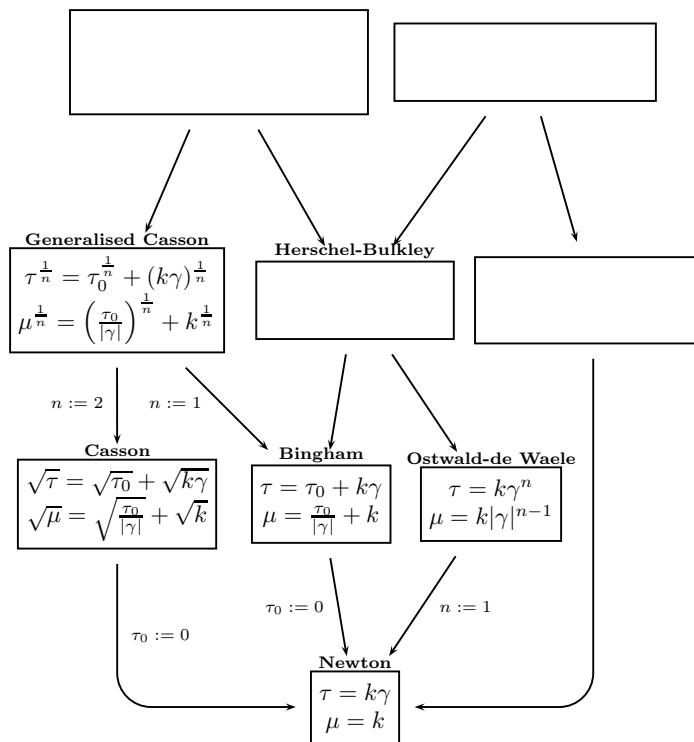 Generalised Casson
τ^{1/n} = τ_0^{1/n} + (kγ)^{1/n}
μ^{1/n} = (τ_0/|γ|)^{1/n} + k^{1/n}
Herschel-Bulkley
n := 2
n := 1
Casson
√τ = √τ_0 + √kγ
√μ = √(τ_0/|γ|) + √k
Bingham
τ = τ_0 + kγ
μ = τ_0/|γ| + k
Ostwald-de Waele
τ = kγ^n
μ = k|γ|^{n−1}
τ_0 := 0
τ_0 := 0
n := 1
Newton
τ = kγ
μ = k